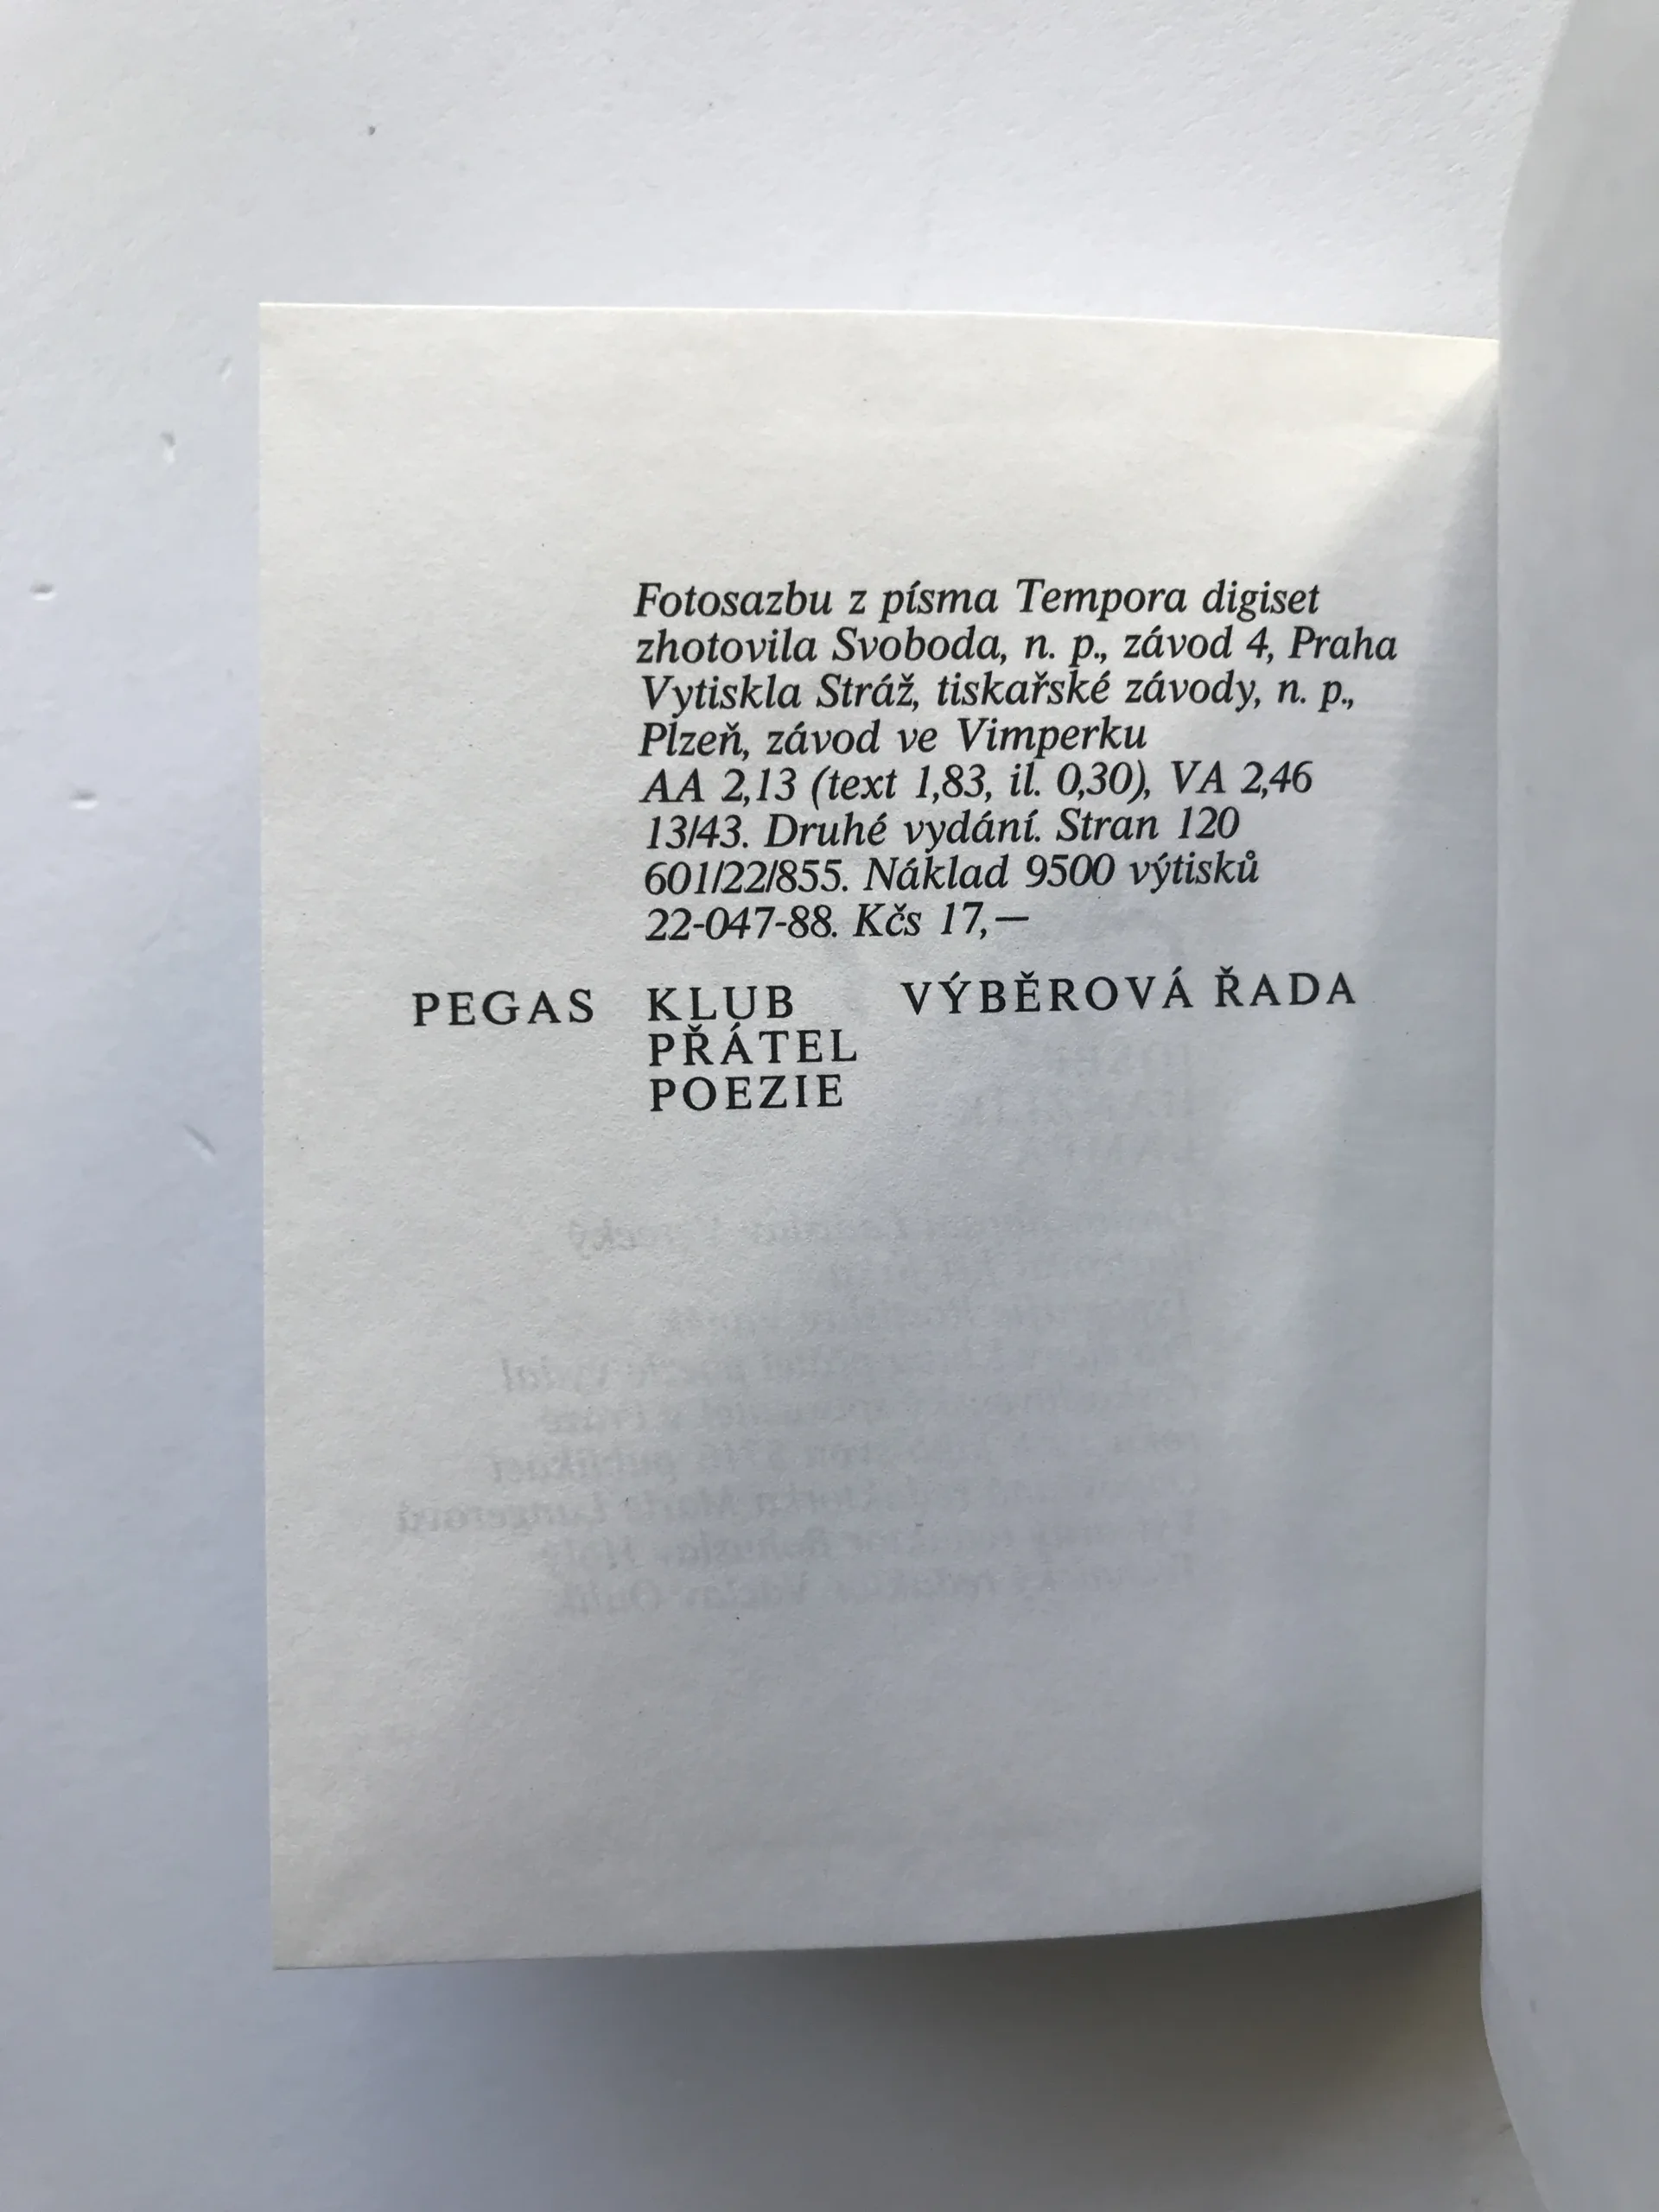 Fotosazbu z písma Tempora digiset
zhotovila Svoboda, n. p., závod 4, Praha
Vytiskla Stráž, tiskařské závody, n. p.,
Plzeň, závod ve Vimperku
AA 2,13 (text 1,83, il. 0,30), VA 2,46
13/43. Druhé vydání. Stran 120
601/22/855. Náklad 9500 výtisků
22-047-88. Kčs 17,—
PEGAS KLUB VÝBĚROVÁ ŘADA
PŘÁTEL
POEZIE